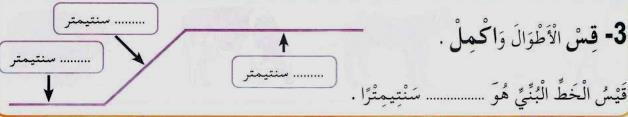 3- قِسْ الْأَطْوَالَ وَاكْمِلْ .
......... سنتيمتر
......... سنتيمتر
......... سنتيمتر
قَيْسُ الْخَطِّ الْبُنِّيِّ هُوَ ................ سَنْتِيمِتْرًا .